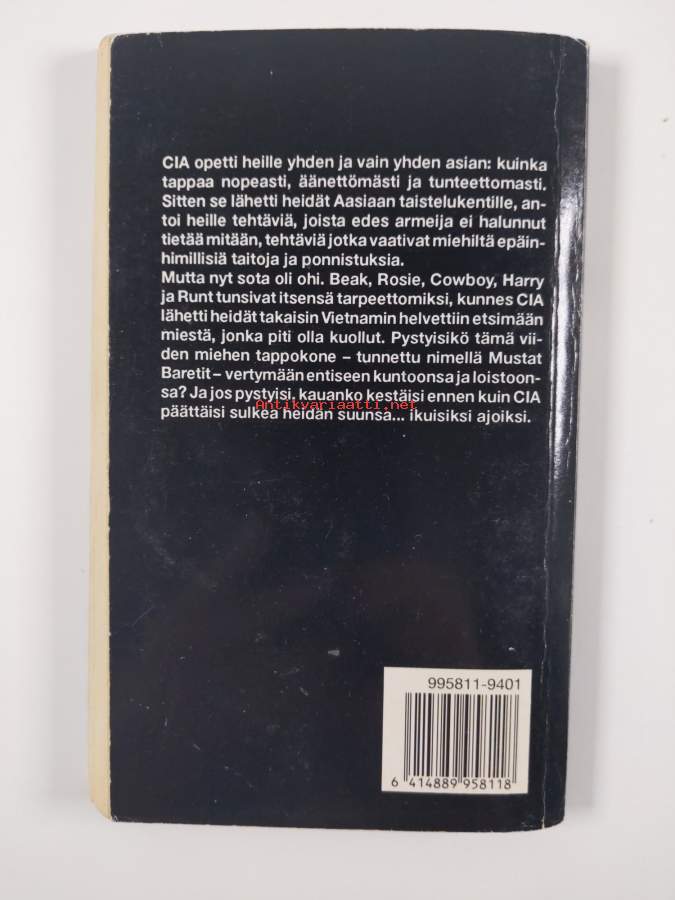 CIA opetti heille yhden ja vain yhden asian: kuinka
tappaa nopeasti, äänettömästi ja tunteettomasti.
Sitten se lähetti heidät Aasiaan taistelukentille, an-
toi heille tehtäviä, joista edes armeija ei halunnut
tietää mitään, tehtäviä jotka vaativat miehiltä epäin-
himillisiä taitoja ja ponnistuksia.
Mutta nyt sota oli ohi. Beak, Rosie, Cowboy, Harry
ja Runt tunsivat itsensä tarpeettomiksi, kunnes CIA
lähetti heidät takaisin Vietnamin helvettiin etsimään
miestä, jonka piti olla kuollut. Pystyisikö tämä vii-
den miehen tappokone – tunnettu nimellä Mustat
Baretit – vertymään entiseen kuntoonsa ja loistoon-
sa? Ja jos pystyisi, kauanko kestäisi ennen kuin CIA
Antikvariaatti.net
päättäisi sulkea heidän suunsa... ikuisiksi ajoiksi.
995811-9401
6 414889 958118